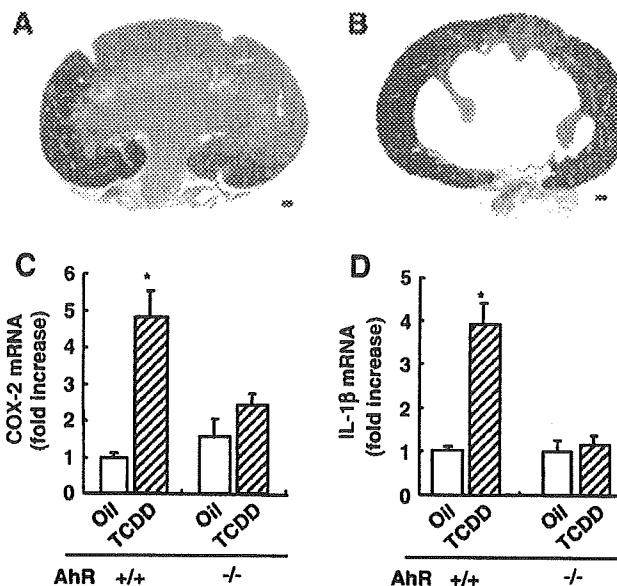 A
B
C
COX-2 mRNA
(fold increase)
6
5
4
3
2
1
0
*
Oil
TCDD
Oil
TCDD
AhR +/+ -/-
D
IL-1β mRNA
(fold increase)
5
4
3
2
1
0
*
Oil
TCDD
Oil
TCDD
AhR +/+ -/-